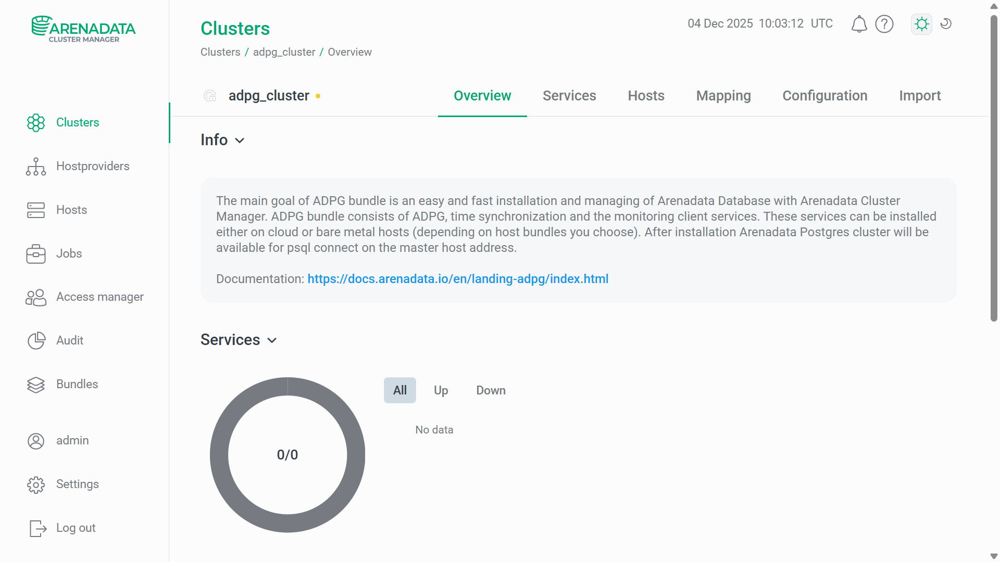 ARENADATA
CLUSTER MANAGER
Clusters
Hostproviders
Hosts
Jobs
Access manager
Audit
Bundles
admin
Settings
Log out
Clusters
04 Dec 2025 10:03:12 UTC
Clusters / adpg_cluster / Overview
adpg_cluster
Overview
Services
Hosts
Mapping
Configuration
Import
Info
The main goal of ADPG bundle is an easy and fast installation and managing of Arenadata Database with Arenadata Cluster
Manager. ADPG bundle consists of ADPG, time synchronization and the monitoring client services. These services can be installed
either on cloud or bare metal hosts (depending on host bundles you choose). After installation Arenadata Postgres cluster will be
available for psql connect on the master host address.
Documentation: https://docs.arenadata.io/en/landing-adpg/index.html
Services
All
Up
Down
No data
0/0